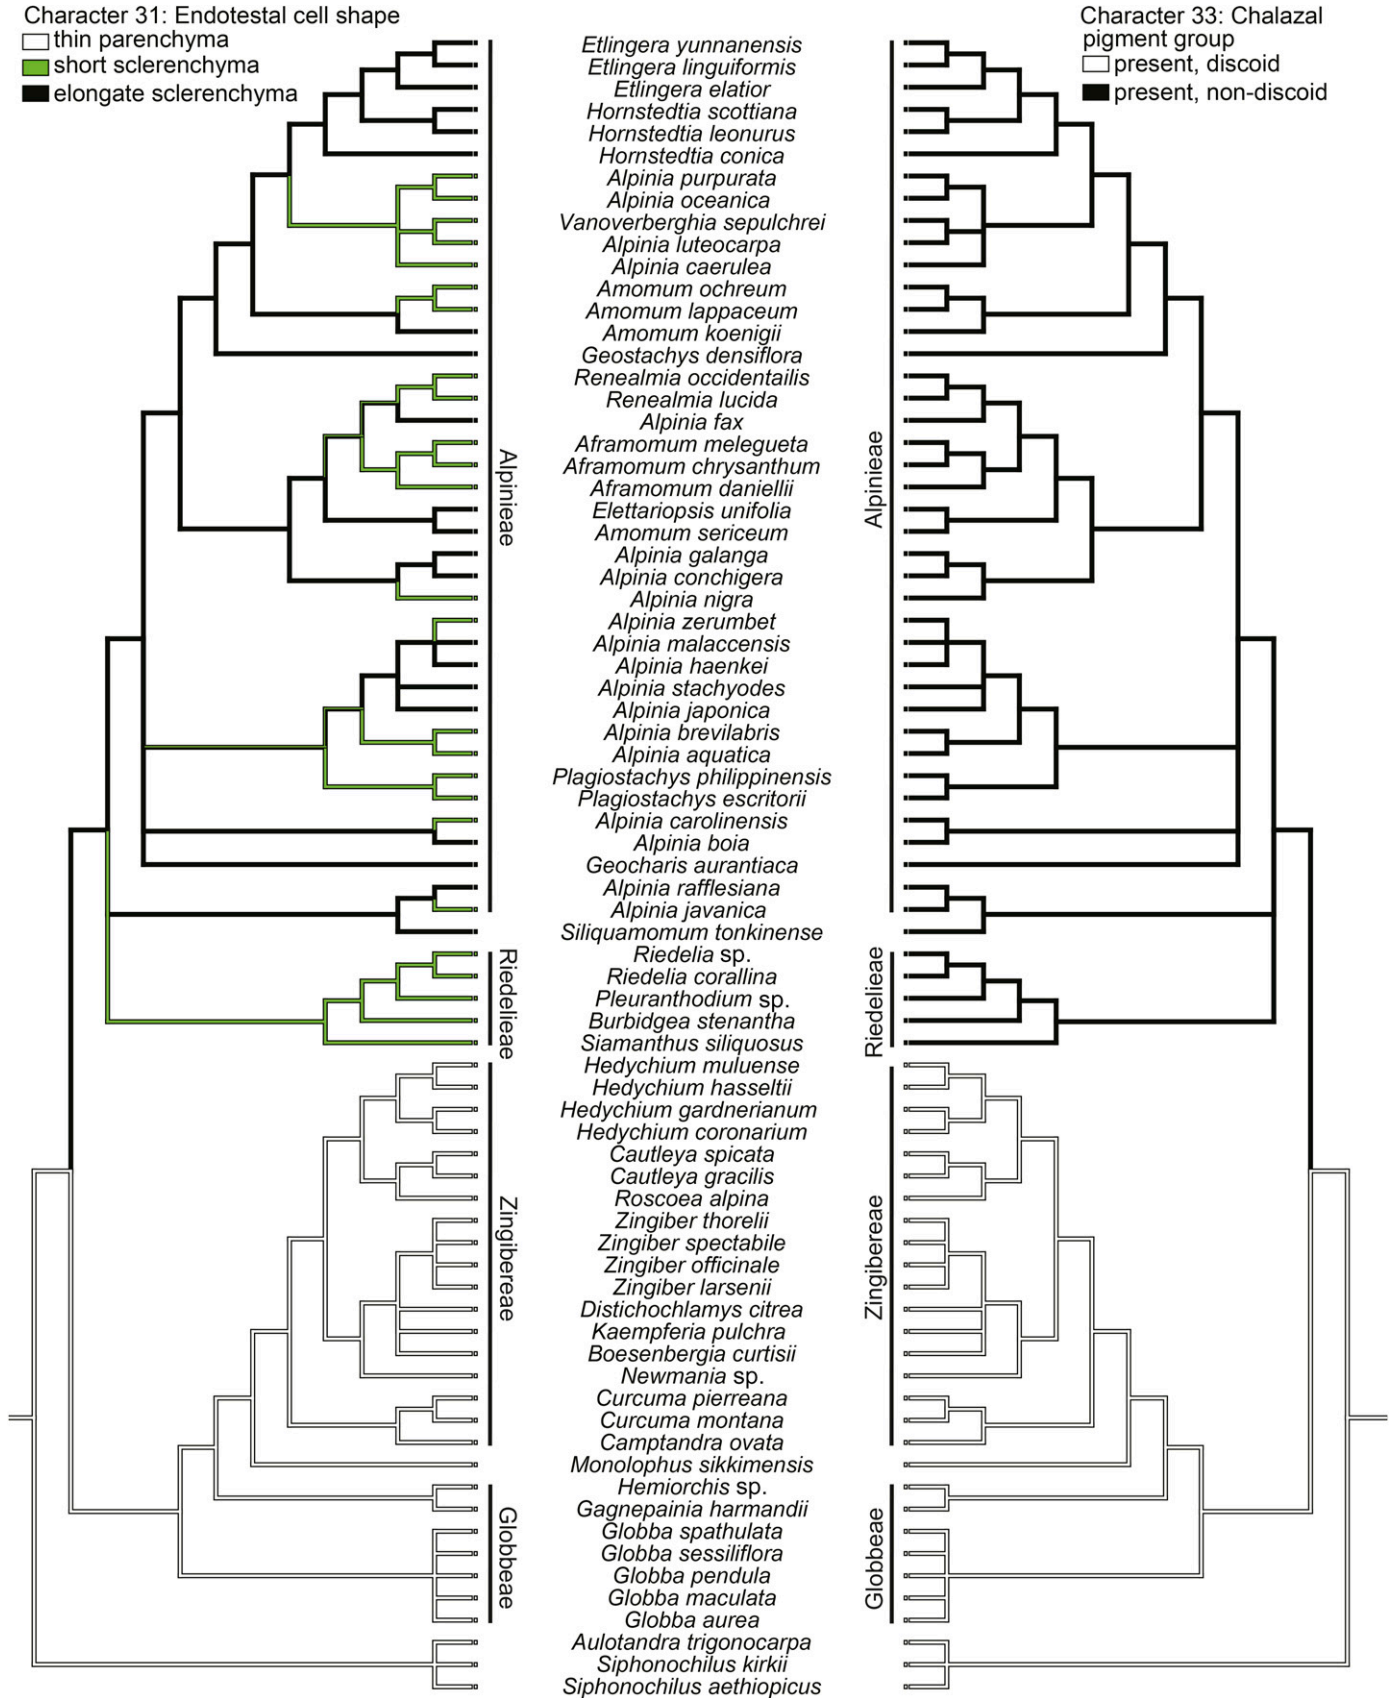 Character 31: Endotestal cell shape
thin parenchyma
short sclerenchyma
elongate sclerenchyma
Character 33: Chalazal
pigment group
present, discoid
present, non-discoid
Etlingera yunnanensis
Etlingera linguiformis
Etlingera elatior
Hornstedtia scottiana
Hornstedtia leonurus
Hornstedtia conica
Alpinia purpurata
Alpinia oceanica
Vanoverberghia sepulchrei
Alpinia luteocarpa
Alpinia caerulea
Amomum ochreum
Amomum lappaceum
Amomum koenigii
Geostachys densiflora
Renealmia occidentailis
Renealmia lucida
Alpinia fax
Aframomum melegueta
Aframomum chrysanthum
Aframomum daniellii
Elettariopsis unifolia
Amomum sericeum
Alpinia galanga
Alpinia conchigera
Alpinia nigra
Alpinia zerumbet
Alpinia malaccensis
Alpinia haenkei
Alpinia stachyodes
Alpinia japonica
Alpinia brevilabris
Alpinia aquatica
Plagiostachys philippinensis
Plagiostachys escritorii
Alpinia carolinensis
Alpinia boia
Geocharis aurantiaca
Alpinia rafflesiana
Alpinia javanica
Siliquamomum tonkinense
Riedelia sp.
Riedelia corallina
Pleuranthodium sp.
Burbidgea stenantha
Siamanthus siliquosus
Hedychium muluense
Hedychium hasseltii
Hedychium gardnerianum
Hedychium coronarium
Cautleya spicata
Cautleya gracilis
Roscoea alpina
Zingiber thorelii
Zingiber spectabile
Zingiber officinale
Zingiber larsenii
Distichochlamys citrea
Kaempferia pulchra
Boesenbergia curtisii
Newmania sp.
Curcuma pierreana
Curcuma montana
Camptandra ovata
Monolophus sikkimensis
Hemiorchis sp.
Gagnepainia harmandii
Globba spathulata
Globba sessiliflora
Globba pendula
Globba maculata
Globba aurea
Aulotandra trigonocarpa
Siphonochilus kirkii
Siphonochilus aethiopicus
Alpinieae
Riedelieae
Zingibereae
Globbeae
Alpinieae
Riedelieae
Zingibereae
Globbeae